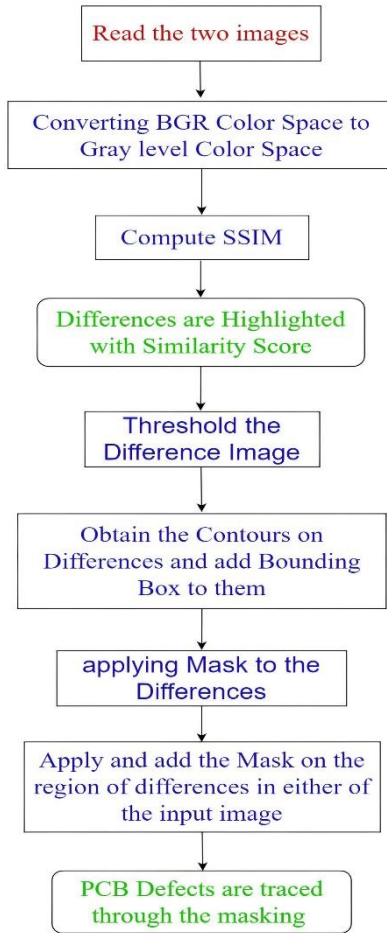 Read the two images
Converting BGR Color Space to
Gray level Color Space
Compute SSIM
Differences are Highlighted
with Similarity Score
Threshold the
Difference Image
Obtain the Contours on
Differences and add Bounding
Box to them
applying Mask to the
Differences
Apply and add the Mask on the
region of differences in either of
the input image
PCB Defects are traced
through the masking